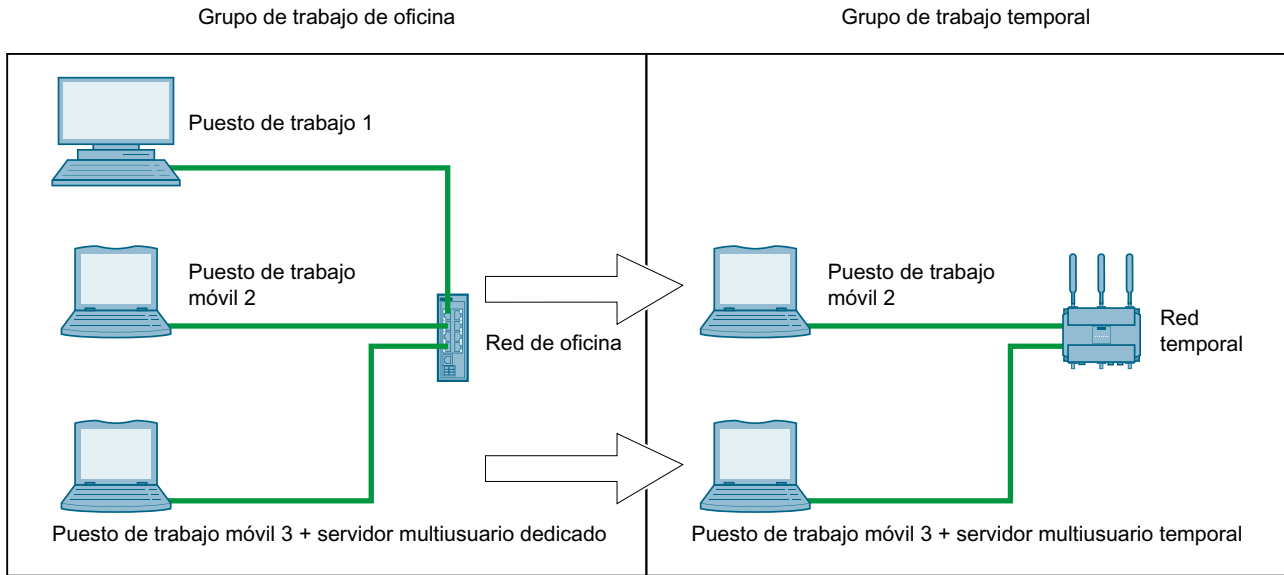 Grupo de trabajo de oficina
Grupo de trabajo temporal
Puesto de trabajo 1
Puesto de trabajo
móvil 2
Red de oficina
Puesto de trabajo móvil 3 + servidor multiusuario dedicado
Puesto de trabajo
móvil 2
Red
temporal
Puesto de trabajo móvil 3 + servidor multiusuario temporal